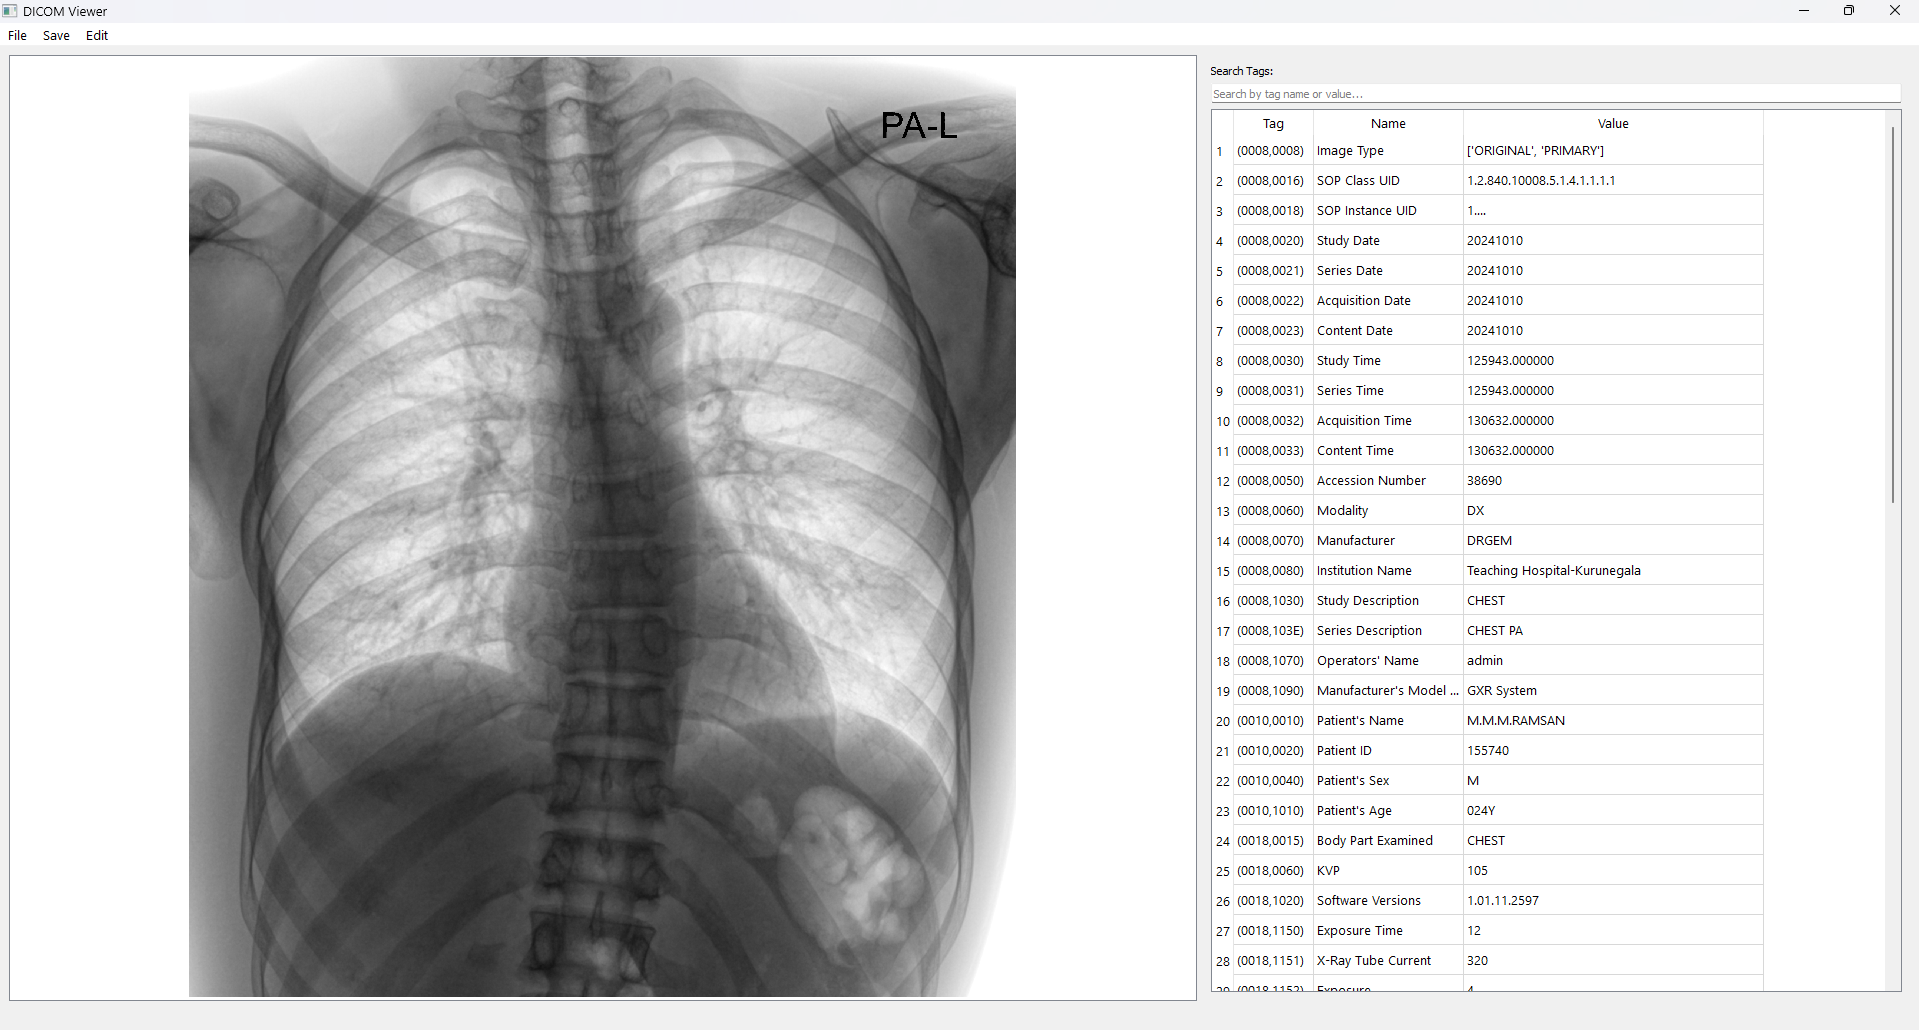 DICOM Viewer
File Save Edit
PA-L
Search Tags:
Search by tag name or value...
Tag Name Value
1 (0008,0008) Image Type ['ORIGINAL', 'PRIMARY']
2 (0008,0016) SOP Class UID 1.2.840.10008.5.1.4.1.1.1.1
3 (0008,0018) SOP Instance UID 1....
4 (0008,0020) Study Date 20241010
5 (0008,0021) Series Date 20241010
6 (0008,0022) Acquisition Date 20241010
7 (0008,0023) Content Date 20241010
8 (0008,0030) Study Time 125943.000000
9 (0008,0031) Series Time 125943.000000
10 (0008,0032) Acquisition Time 130632.000000
11 (0008,0033) Content Time 130632.000000
12 (0008,0050) Accession Number 38690
13 (0008,0060) Modality DX
14 (0008,0070) Manufacturer DRGEM
15 (0008,0080) Institution Name Teaching Hospital-Kurunegala
16 (0008,1030) Study Description CHEST
17 (0008,103E) Series Description CHEST PA
18 (0008,1070) Operators' Name admin
19 (0008,1090) Manufacturer's Model ... GXR System
20 (0010,0010) Patient's Name M.M.M.RAMSAN
21 (0010,0020) Patient ID 155740
22 (0010,0040) Patient's Sex M
23 (0010,1010) Patient's Age 024Y
24 (0018,0015) Body Part Examined CHEST
25 (0018,0060) KVP 105
26 (0018,1020) Software Versions 1.01.11.2597
27 (0018,1150) Exposure Time 12
28 (0018,1151) X-Ray Tube Current 320
29 (0018,1152) Exposure 4